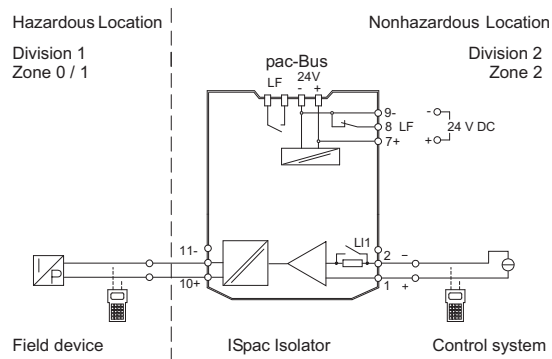 Hazardous Location
Nonhazardous Location
Division 1
Zone 0 / 1
Division 2
Zone 2
pac-Bus
LF
24V
- +
9-
8 LF
7+
-
+
24 V DC
11-
10+
LI1
2 –
1 +
I
P
Field device
ISpac Isolator
Control system